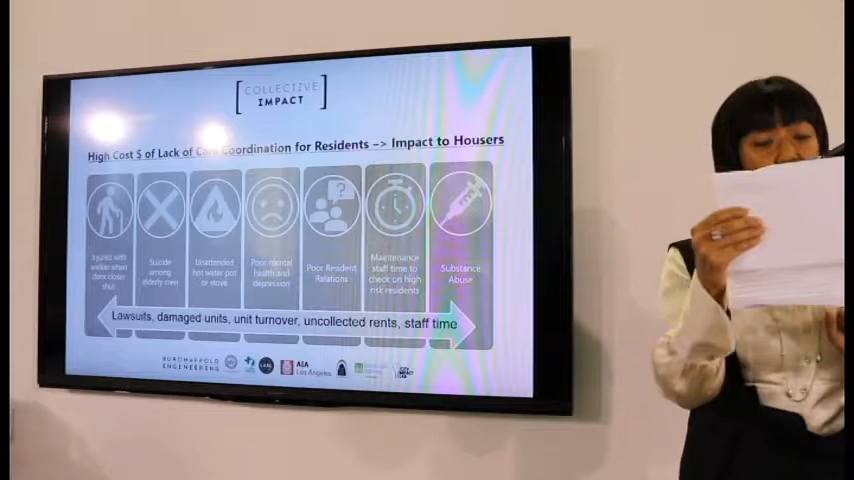 COLLECTIVE
IMPACT
High Cost $ of Lack of Care Coordination for Residents -> Impact to Housers
Injured with
walker when
door closer
shut
Suicide
among
elderly men
Unattended
hot water pot
or stove
Poor mental
health and
depression
?
Poor Resident
Relations
Maintenance
staff time to
check on high
risk residents
Substance
Abuse
Lawsuits, damaged units, unit turnover, uncollected rents, staff time
BUROHAPPOLD
ENGINEERING
AIA
Los Angeles